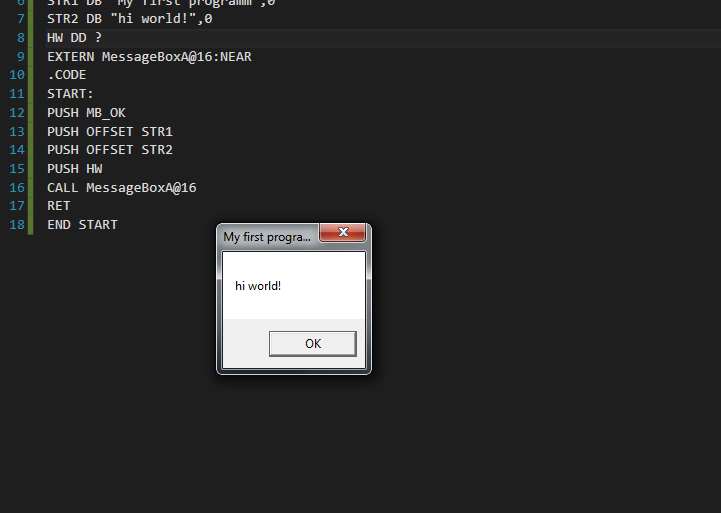 6 STR1 DB "My first programm",0
7 STR2 DB "hi world!",0
8 HW DD ?
9 EXTERN MessageBoxA@16:NEAR
10 .CODE
11 START:
12 PUSH MB_OK
13 PUSH OFFSET STR1
14 PUSH OFFSET STR2
15 PUSH HW
16 CALL MessageBoxA@16
17 RET
18 END START
My first progra...
hi world!
OK